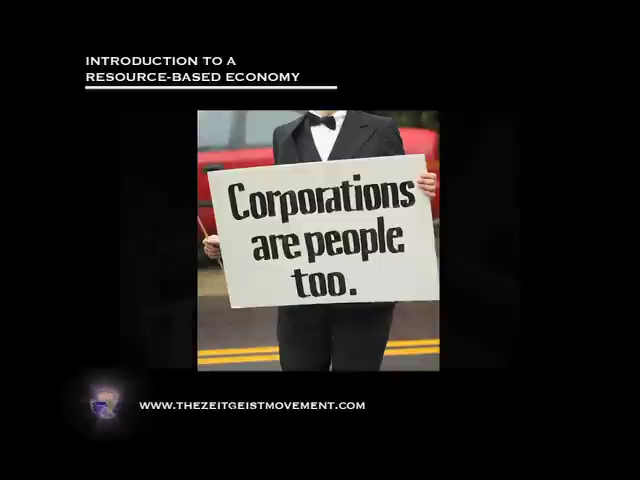 INTRODUCTION TO A
RESOURCE-BASED ECONOMY
Corporations
are people
too.
WWW.THEZEITGEISTMOVEMENT.COM